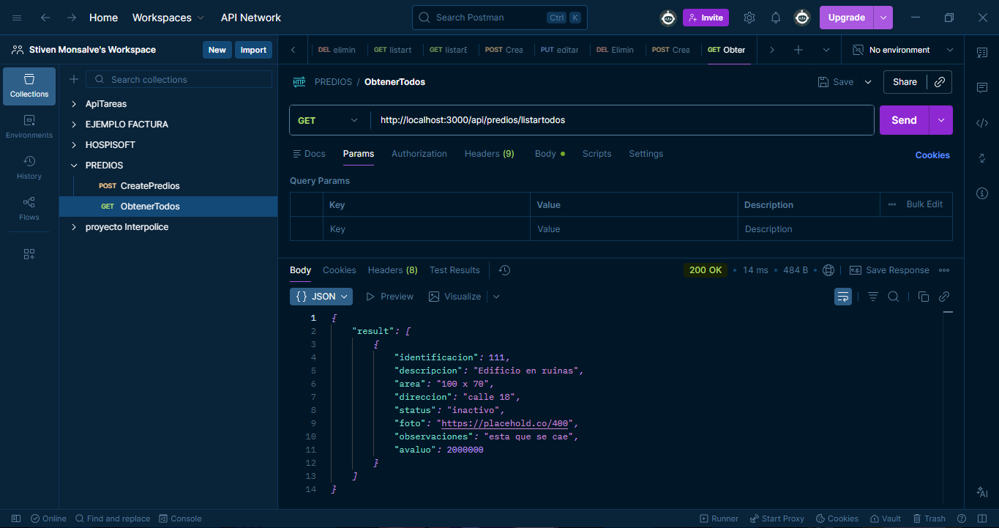 Home Workspaces API Network Search Postman Ctrl K Invite Upgrade
Stiven Monsalve's Workspace New Import
DEL elimin GET listart GET listarE POST Crea PUT editar DEL Elimin POST Crea GET Obter No environment
Collections
Environments
History
Flows
Search collections
ApiTareas
EJEMPLO FACTURA
HOSPISOFT
PREDIOS
POST CreatePredios
GET ObtenerTodos
proyecto Interpolice
HTTP PREDIOS / ObtenerTodos Save Share
GET http://localhost:3000/api/predios/listartodos Send
Docs Params Authorization Headers (9) Body Scripts Settings Cookies
Query Params
Key Value Description Bulk Edit
Key Value Description
Body Cookies Headers (8) Test Results 200 OK 14 ms 484 B e.g. Save Response
{} JSON Preview Visualize
1 {
2 "result": [
3 {
4 "identificacion": 111,
5 "descripcion": "Edificio en ruinas",
6 "area": "100 x 70",
7 "direccion": "calle 18",
8 "status": "inactivo",
9 "foto": "https://placehold.co/400",
10 "observaciones": "esta que se cae",
11 "avaluo": 2000000
12 }
13 ]
14 }
AI
Online Find and replace Console Runner Start Proxy Cookies Vault Trash